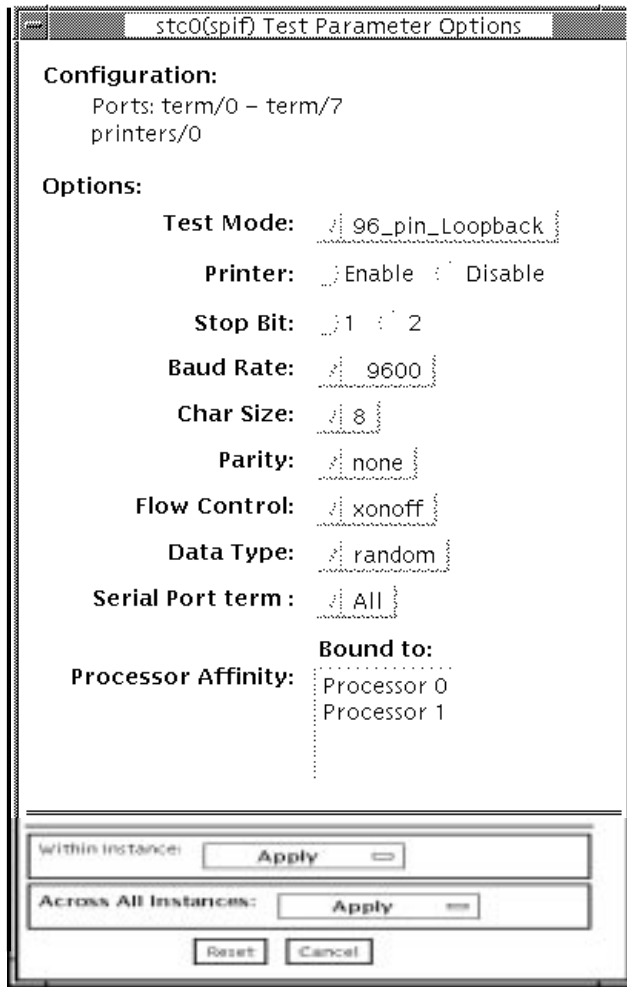 stc0(spif) Test Parameter Options
Configuration:
Ports: term/0 – term/7
printers/0
Options:
Test Mode: 96_pin_Loopback
Printer: Enable Disable
Stop Bit: 1 2
Baud Rate: 9600
Char Size: 8
Parity: none
Flow Control: xonoff
Data Type: random
Serial Port term : All
Bound to:
Processor Affinity: Processor 0
Processor 1
Within Instance: Apply
Across All Instances: Apply
Reset Cancel